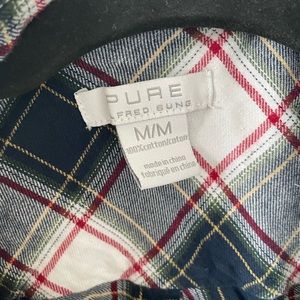 PURE
ALFRED SUNG
M/M
100%cotton/coton
made in china
fabriqué en chine